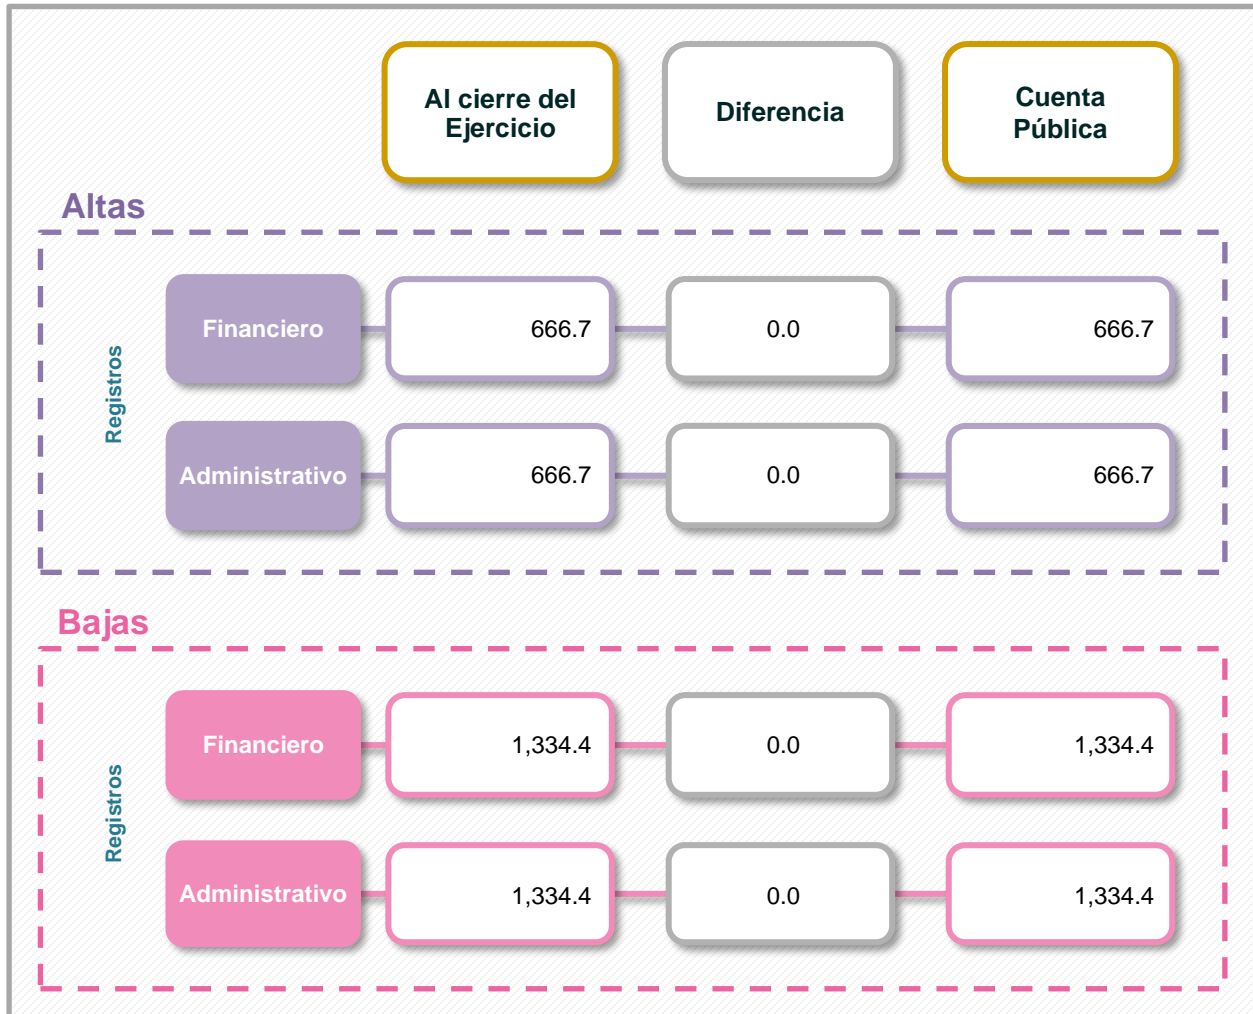 Al cierre del
Ejercicio
Diferencia
Cuenta
Pública
Altas
Registros
Financiero
666.7
0.0
666.7
Administrativo
666.7
0.0
666.7
Bajas
Registros
Financiero
1,334.4
0.0
1,334.4
Administrativo
1,334.4
0.0
1,334.4